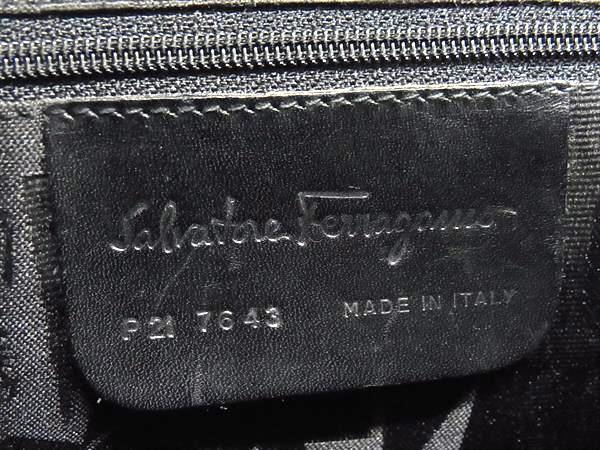 Salvatore Ferragamo
P21 7643 MADE IN ITALY